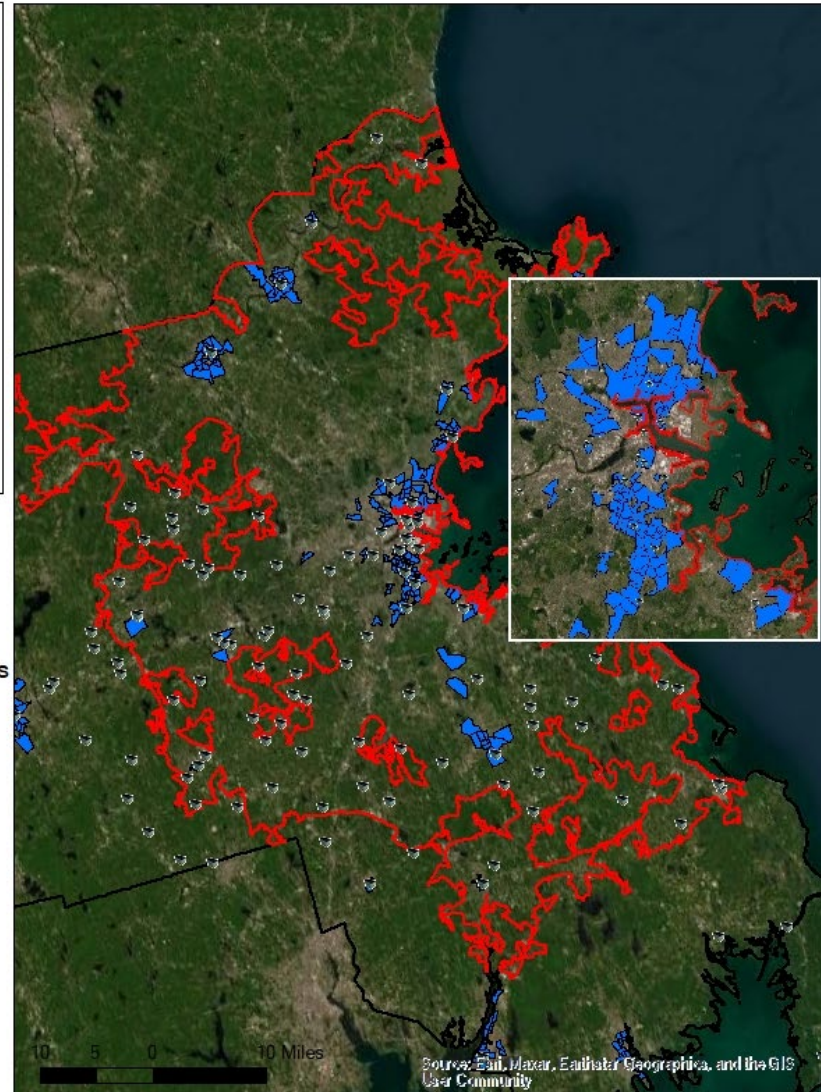 s
10 5 0 10 Miles
Source: Esri, Maxar, Earthstar Geographics, and the GIS
User Community